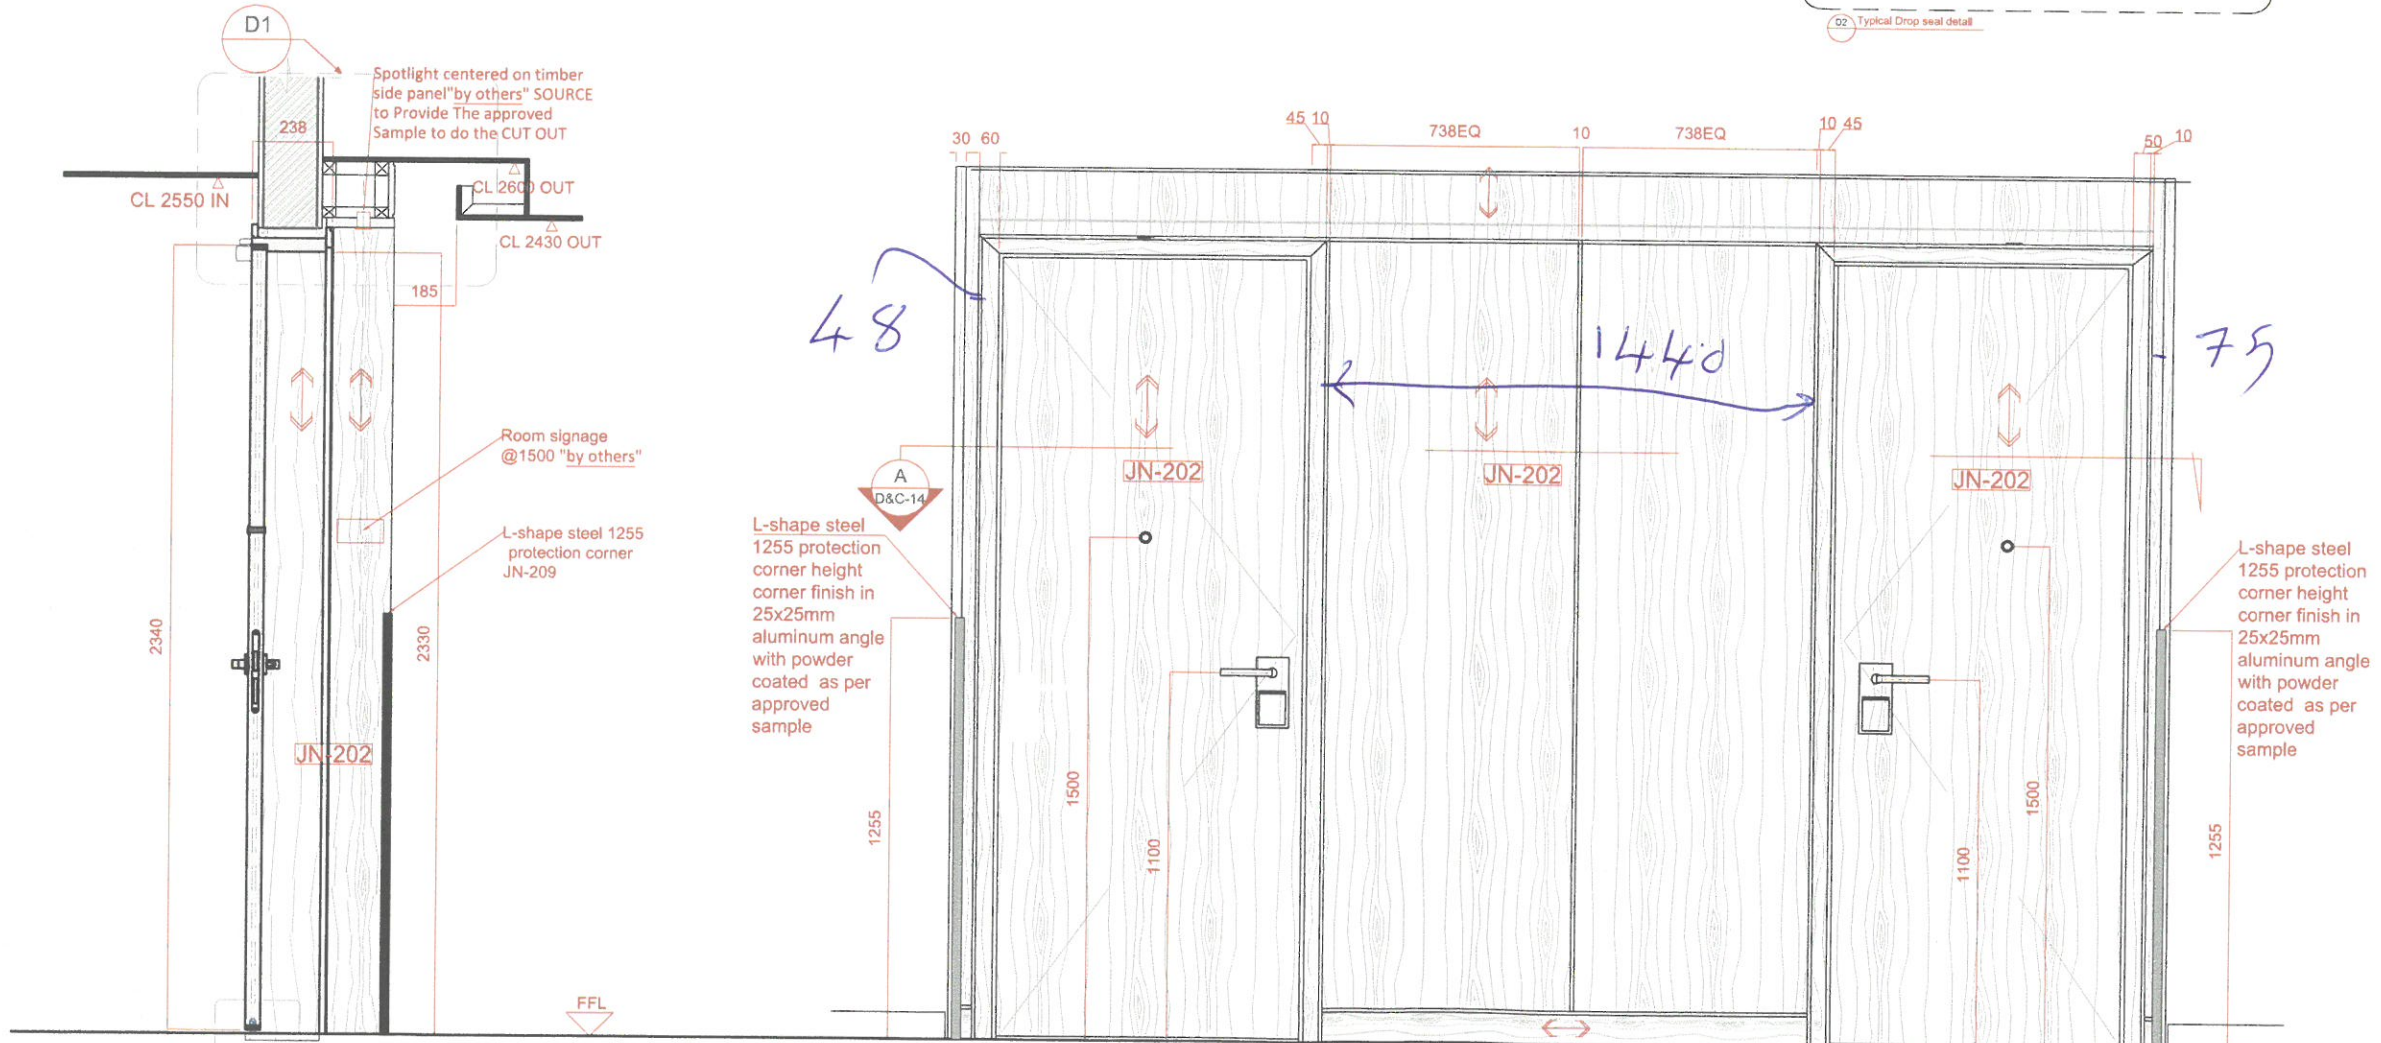 D2 Typical Drop seal detail
D1
Spotlight centered on timber
side panel"by others" SOURCE
to Provide The approved
Sample to do the CUT OUT
238
CL 2550 IN
CL 2600 OUT
CL 2430 OUT
185
2340
2330
Room signage
@1500 "by others"
L-shape steel 1255
protection corner
JN-209
JN-202
FFL
30 60
45 10
738EQ
10
738EQ
10 45
50 10
48
1440
75
A
D&C-14
JN-202
JN-202
JN-202
L-shape steel
1255 protection
corner height
corner finish in
25x25mm
aluminum angle
with powder
coated as per
approved
sample
1255
1500
1100
L-shape steel
1255 protection
corner height
corner finish in
25x25mm
aluminum angle
with powder
coated as per
approved
sample
1100
1500
1255